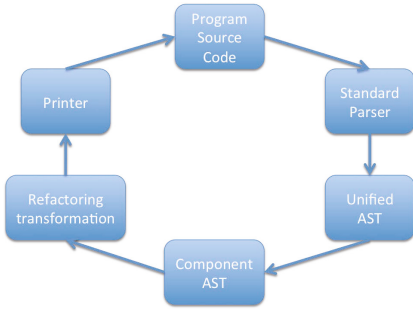 Program
Source
Code
Standard
Parser
Unified
AST
Component
AST
Refactoring
transformation
Printer